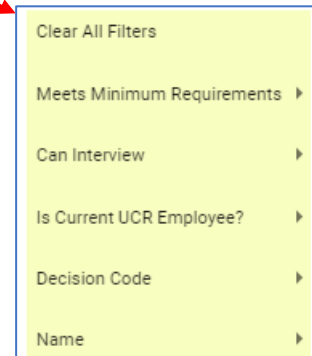 Clear All Filters
Meets Minimum Requirements
Can Interview
Is Current UCR Employee?
Decision Code
Name